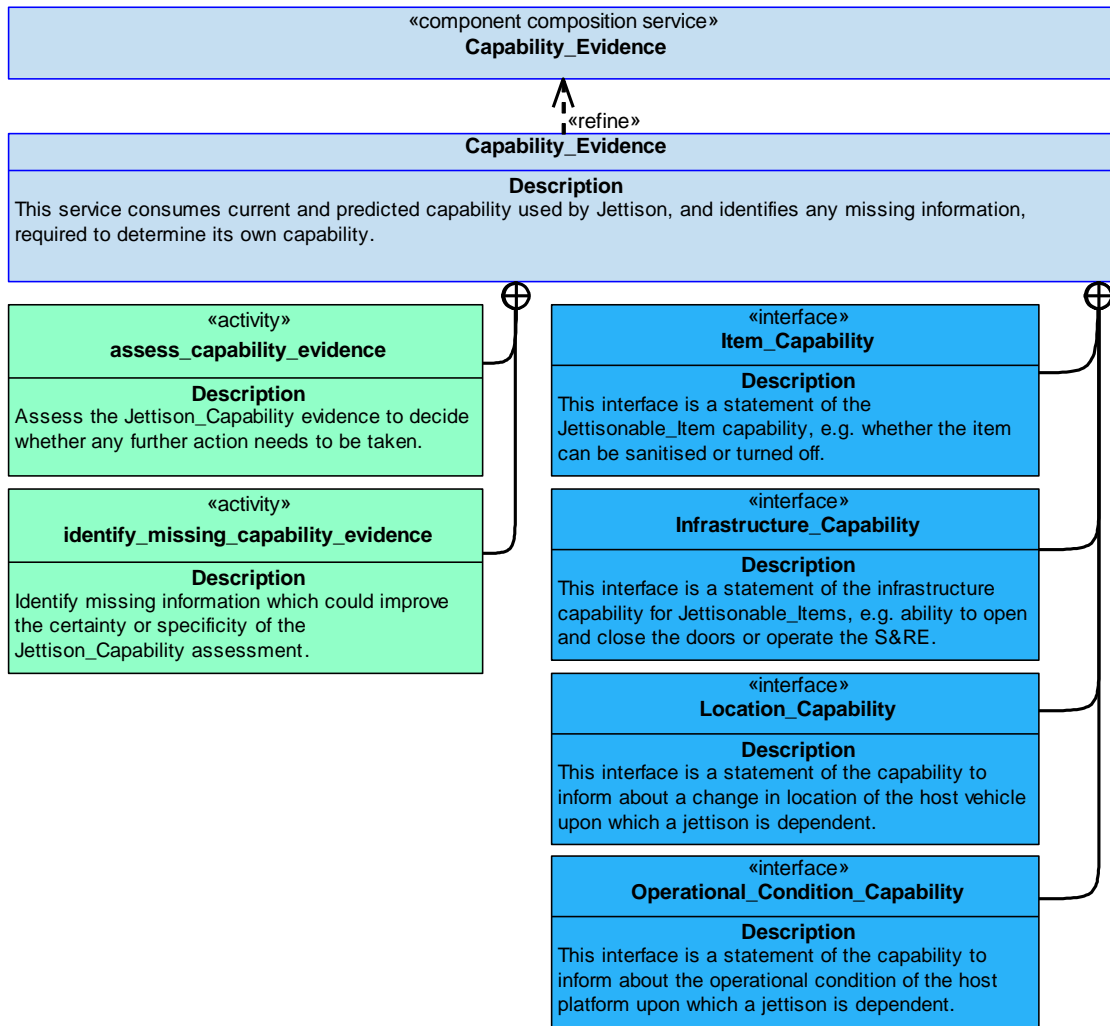 «component composition service»
Capability_Evidence
«refine»
Capability_Evidence
Description
This service consumes current and predicted capability used by Jettison, and identifies any missing information,
required to determine its own capability.
«activity»
assess_capability_evidence
Description
Assess the Jettison_Capability evidence to decide
whether any further action needs to be taken.
«activity»
identify_missing_capability_evidence
Description
Identify missing information which could improve
the certainty or specificity of the
Jettison_Capability assessment.
«interface»
Item_Capability
Description
This interface is a statement of the
Jettisonable_Item capability, e.g. whether the item
can be sanitised or turned off.
«interface»
Infrastructure_Capability
Description
This interface is a statement of the infrastructure
capability for Jettisonable_Items, e.g. ability to open
and close the doors or operate the S&RE.
«interface»
Location_Capability
Description
This interface is a statement of the capability to
inform about a change in location of the host vehicle
upon which a jettison is dependent.
«interface»
Operational_Condition_Capability
Description
This interface is a statement of the capability to
inform about the operational condition of the host
platform upon which a jettison is dependent.